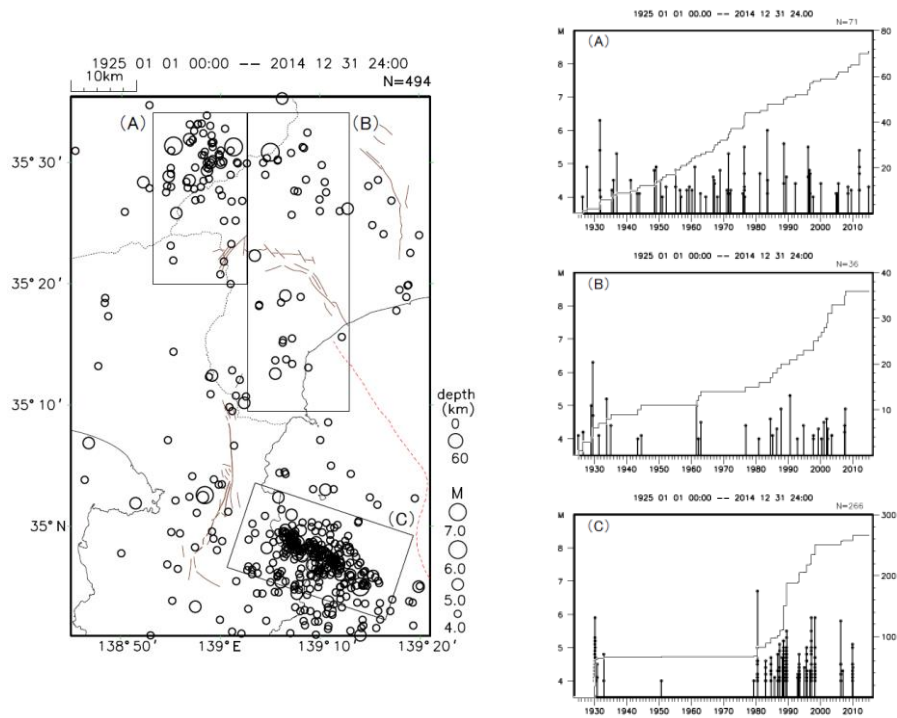 1925 01 01 00:00 -- 2014 12 31 24:00
10km
N=494
(A)
(B)
35° 30′
35° 20′
35° 10′
35° N
(C)
138° 50′
139° E
139° 10′
139° 20′
depth
(km)
0
60
M
7.0
6.0
5.0
4.0
1925 01 01 00:00 -- 2014 12 31 24:00
M
N=71
(A)
80
8
60
7
6
40
5
20
4
1930 1940 1950 1960 1970 1980 1990 2000 2010
1925 01 01 00:00 -- 2014 12 31 24:00
M
N=36
(B)
40
8
30
7
6
20
5
10
4
1930 1940 1950 1960 1970 1980 1990 2000 2010
1925 01 01 00:00 -- 2014 12 31 24:00
M
N=266
(C)
300
8
7
200
6
5
100
4
1930 1940 1950 1960 1970 1980 1990 2000 2010